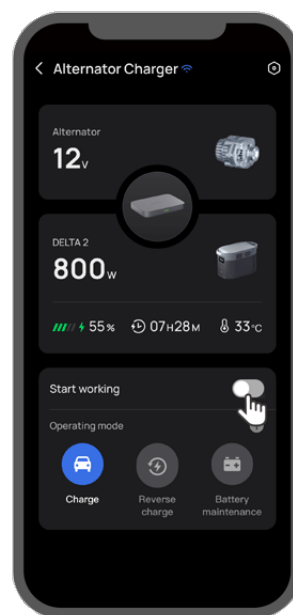 Alternator Charger
Alternator
12V
DELTA 2
800W
55%
07H28M
33°C
Start working
Operating mode
Charge
Reverse
charge
Battery
maintenance